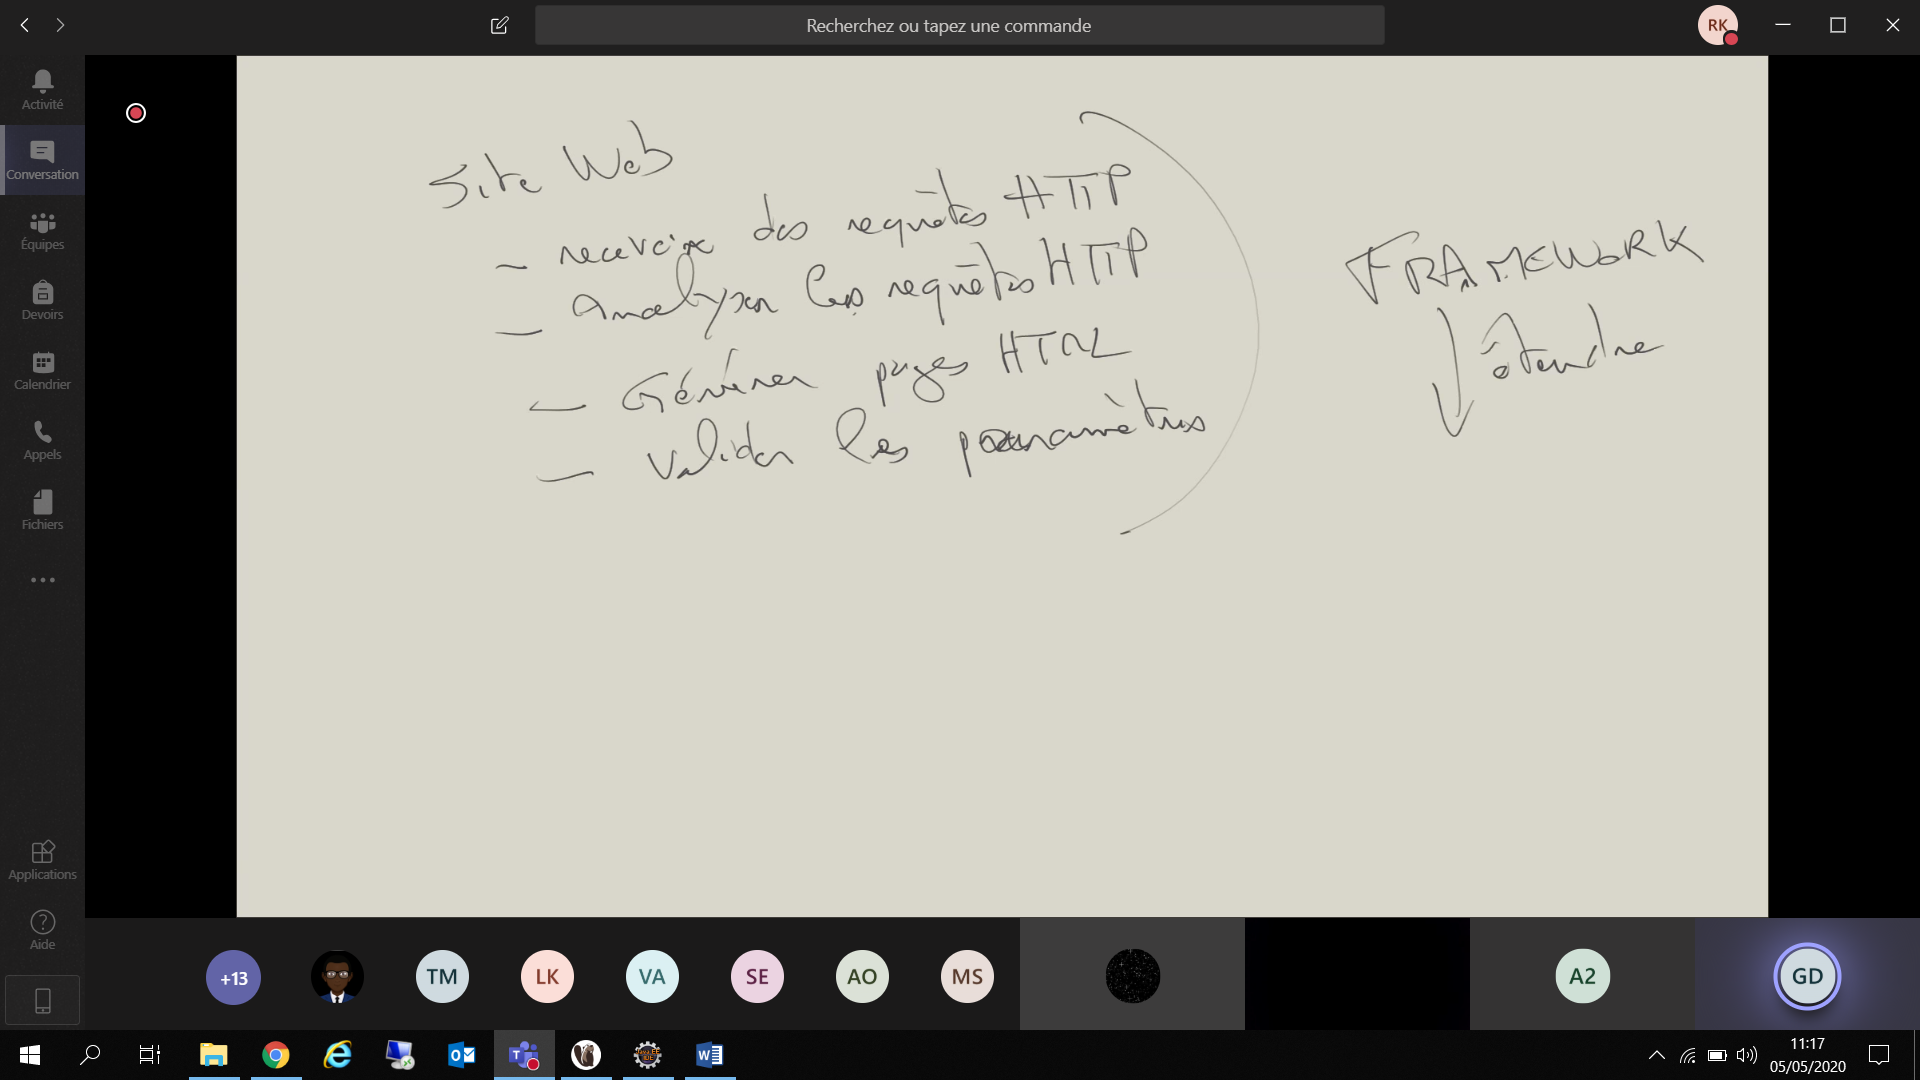 Recherchez ou tapez une commande
RK
Activité
Conversation
Équipes
Devoirs
Calendrier
Appels
Fichiers
Applications
Aide
Site Web
- recevoir des requêtes HTTP
- Analyser les requêtes HTTP
- Générer pages HTML
- Valider les paramètres
FRAMEWORK
étendre
+13
TM
LK
VA
SE
AO
MS
A2
GD
11:17
05/05/2020